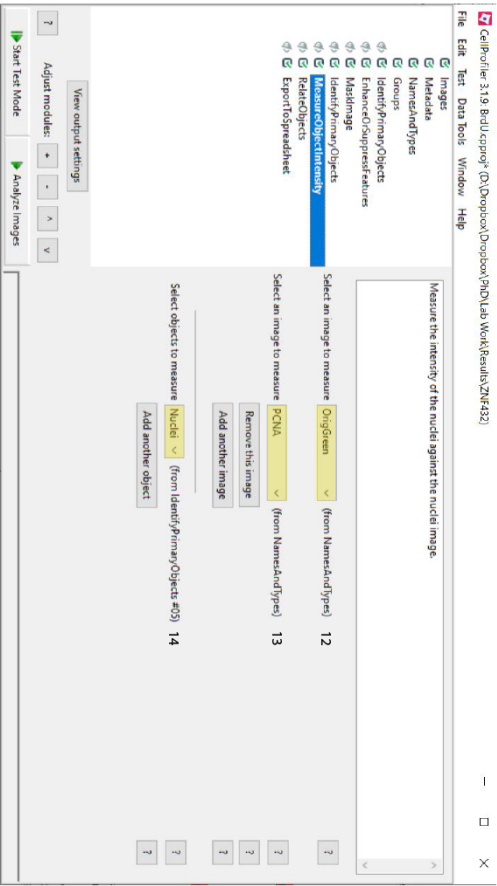 CellProfiler 3.1.9: BrdU.cpproj* (D:\Dropbox\Dropbox\PhD\Lab Work\Results\ZNF432)
File Edit Test Data Tools Window Help
Images
Metadata
NamesAndTypes
Groups
IdentifyPrimaryObjects
EnhanceOrSuppressFeatures
MaskImage
IdentifyPrimaryObjects
MeasureObjectIntensity
RelateObjects
ExportToSpreadsheet
View output settings
? Adjust modules: + - ^ v
Start Test Mode Analyze Images
Measure the intensity of the nuclei against the nuclei image.
Select an image to measure OrigGreen (from NamesAndTypes) 12 ?
Select an image to measure PCNA (from NamesAndTypes) 13 ?
Remove this image ?
Add another image ?
Select objects to measure Nuclei (from IdentifyPrimaryObjects #05) 14 ?
Add another object ?